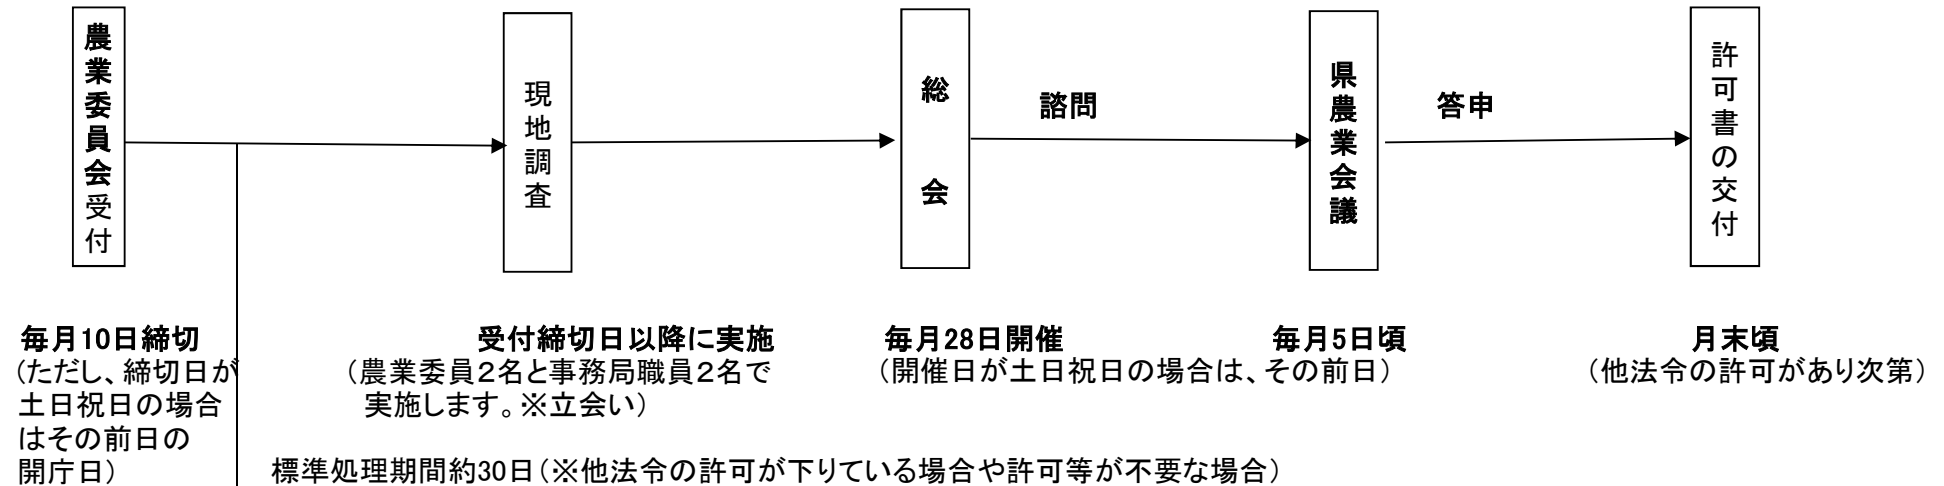 農業委員会受付
現地調査
総会
諮問
県農業会議
答申
許可書の交付
毎月10日締切
（ただし、締切日が
土日祝日の場合
はその前日の
開庁日）
受付締切日以降に実施
（農業委員２名と事務局職員２名で
実施します。※立会い）
毎月28日開催
（開催日が土日祝日の場合は、その前日）
毎月5日頃
月末頃
（他法令の許可があり次第）
標準処理期間約30日（※他法令の許可が下りている場合や許可等が不要な場合）